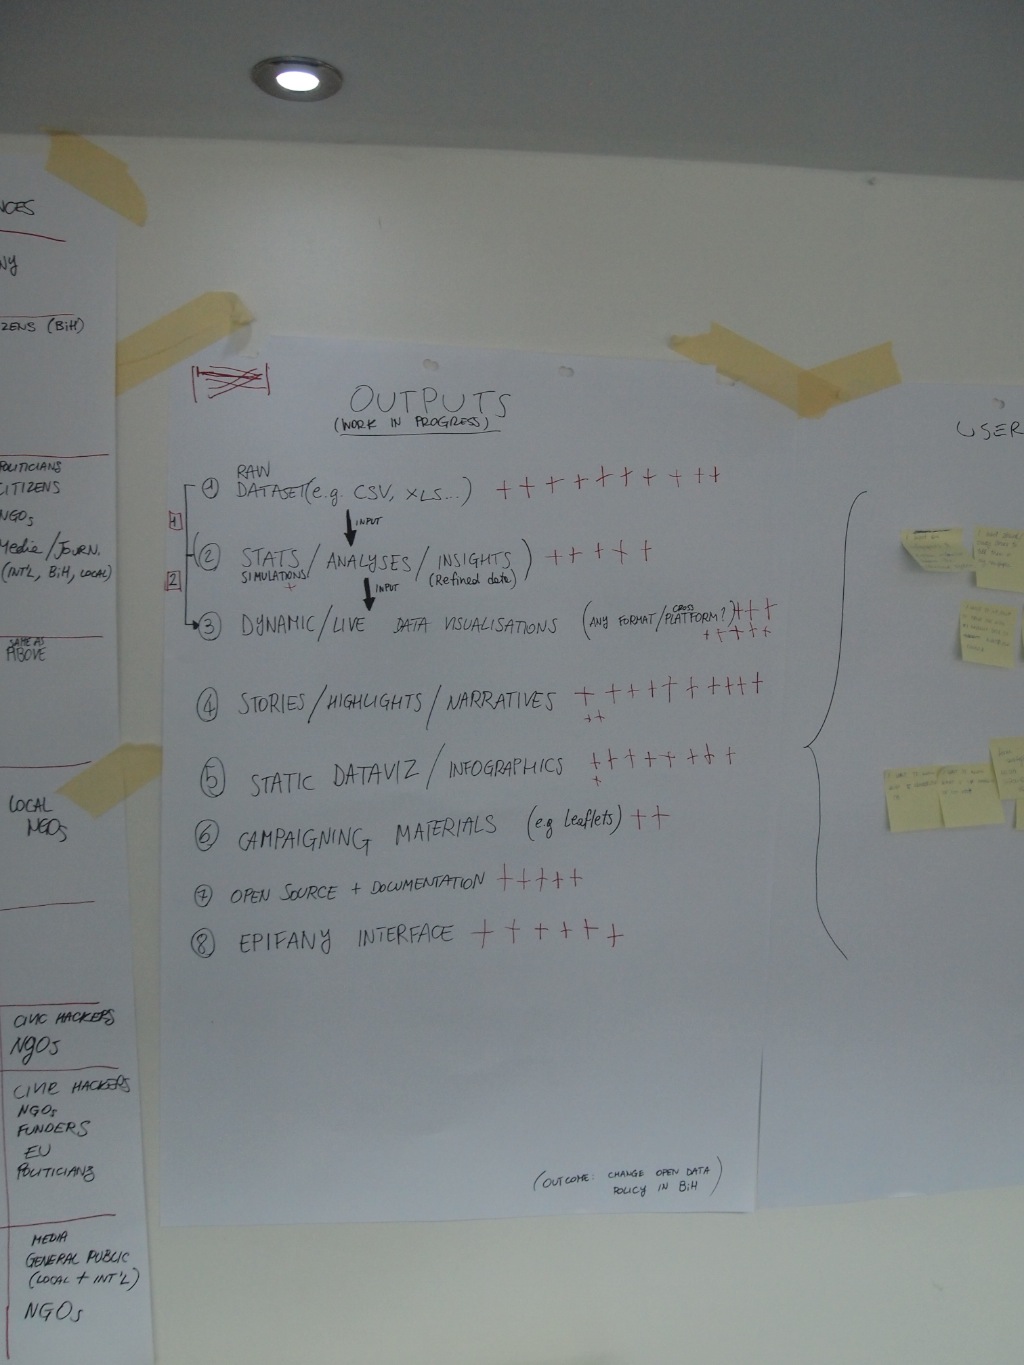 ZENS (BiH)
POLITICIANS
CITIZENS
NGOs
Media/JOURN.
(INT'L, BiH, LOCAL)
SAME AS
ABOVE
LOCAL
NGOs
CIVIC HACKERS
NGOs
CIVIC HACKERS
NGOs
FUNDERS
EU
POLITICIANS
MEDIA
GENERAL PUBLIC
(LOCAL + INT'L)
NGOs
OUTPUTS
(WORK IN PROGRESS)
1 RAW
DATASET (e.g. CSV, XLS...) ++++++++++
INPUT
1
2 STATS / ANALYSES / INSIGHTS ) +++++
SIMULATIONS/ (Refined data)
+
2
INPUT
3 DYNAMIC/LIVE DATA VISUALISATIONS (ANY FORMAT/CROSS PLATFORM?) +++
+++++
4 STORIES/HIGHLIGHTS/NARRATIVES ++++++++++
++
5 STATIC DATAVIZ/INFOGRAPHICS ++++++++
+
6 CAMPAIGNING MATERIALS (e.g leaflets) ++
7 OPEN SOURCE + DOCUMENTATION +++++
8 EPIFANY INTERFACE ++++++
(OUTCOME: CHANGE OPEN DATA
POLICY IN BiH)
USER